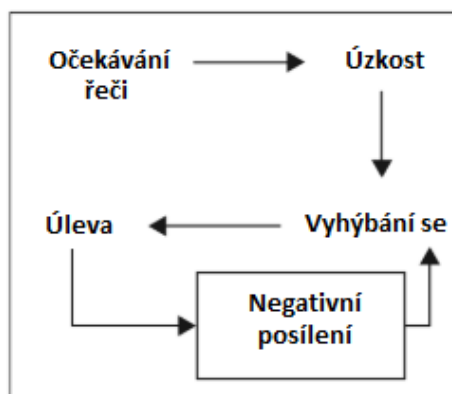 Očekávání
řeči
Úzkost
Úleva
Vyhýbání se
Negativní
posílení